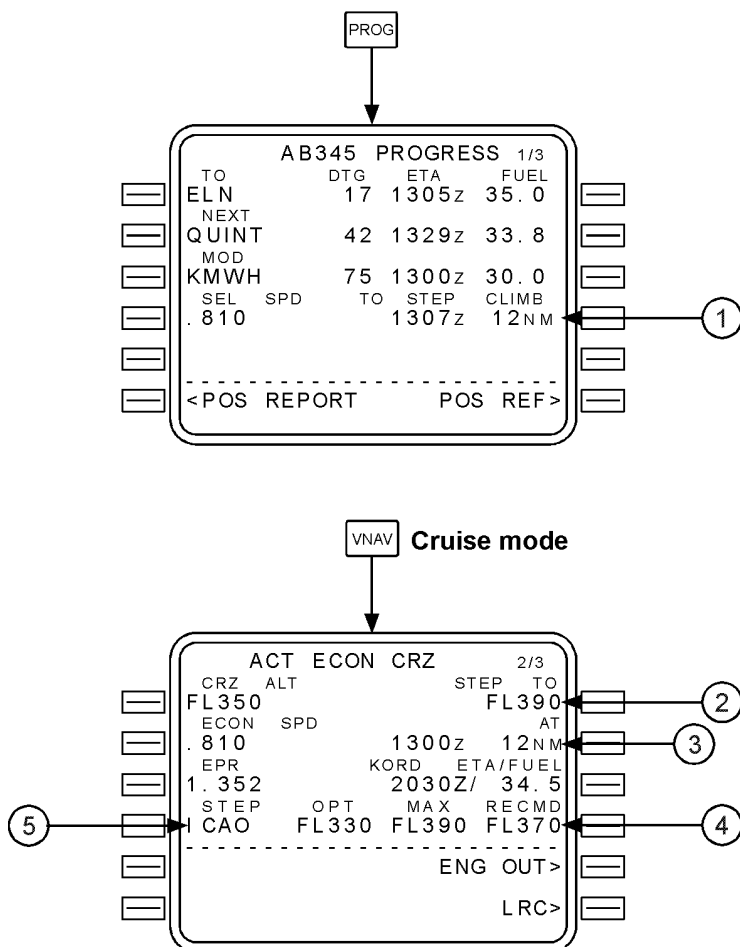 PROG
AB345 PROGRESS 1/3
TO DTG ETA FUEL
ELN 17 1305Z 35.0
NEXT
QUINT 42 1329Z 33.8
MOD
KMWH 75 1300Z 30.0
SEL SPD TO STEP CLIMB
.810 1307Z 12NM
1
<POS REPORT POS REF>
VNAV Cruise mode
ACT ECON CRZ 2/3
CRZ ALT STEP TO
FL350 FL390
2
ECON SPD AT
.810 1300Z 12NM
3
EPR KORD ETA/FUEL
1.352 2030Z/ 34.5
STEP OPT MAX RECMD
5
ICAO FL330 FL390 FL370
4
ENG OUT>
LRC>